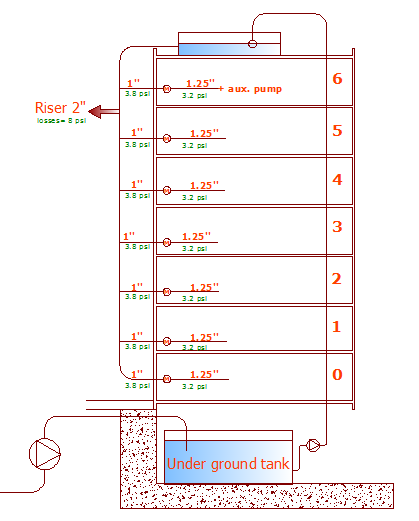 1" 1.25" + aux. pump 6
3.8 psi 3.2 psi
Riser 2"
losses= 8 psi
1" 1.25" 5
3.8 psi 3.2 psi
1" 1.25" 4
3.8 psi 3.2 psi
1" 1.25" 3
3.8 psi 3.2 psi
1" 1.25" 2
3.8 psi 3.2 psi
1" 1.25" 1
3.8 psi 3.2 psi
1" 1.25" 0
3.8 psi 3.2 psi
Under ground tank